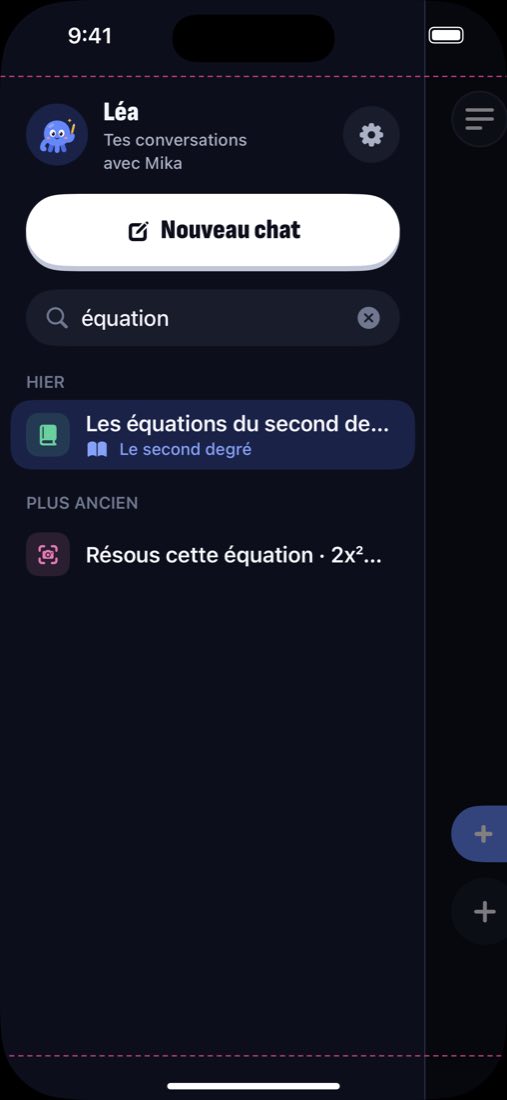 9:41
Léa
Tes conversations
avec Mika
Nouveau chat
équation
HIER
Les équations du second de...
Le second degré
PLUS ANCIEN
Résous cette équation · 2x²...